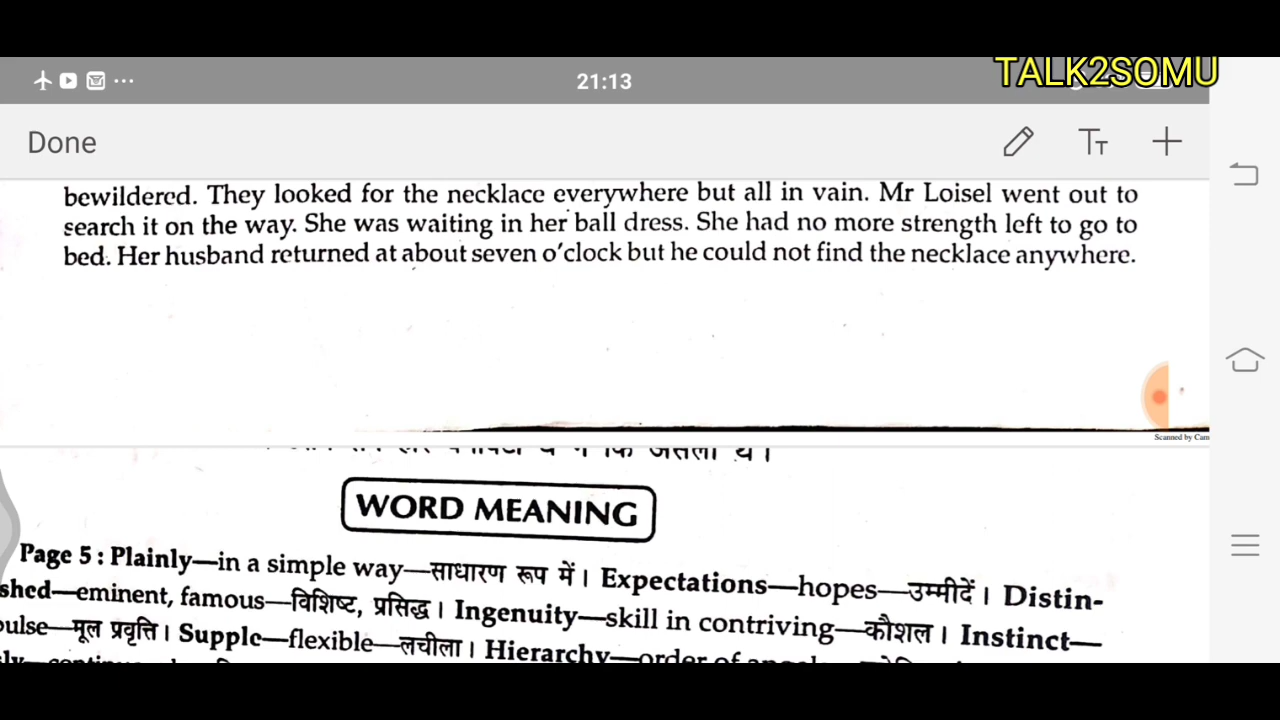 TALK2SOMU
21:13
Done
bewildered. They looked for the necklace everywhere but all in vain. Mr Loisel went out to
search it on the way. She was waiting in her ball dress. She had no more strength left to go to
bed. Her husband returned at about seven o'clock but he could not find the necklace anywhere.
Scanned by Cam
WORD MEANING
Page 5 : Plainly—in a simple way—साधारण रूप में। Expectations—hopes—उम्मीदें। Distin-
shed—eminent, famous—विशिष्ट, प्रसिद्ध। Ingenuity—skill in contriving—कौशल। Instinct—
pulse—मूल प्रवृत्ति। Supple—flexible—लचीला। Hierarchy—order of